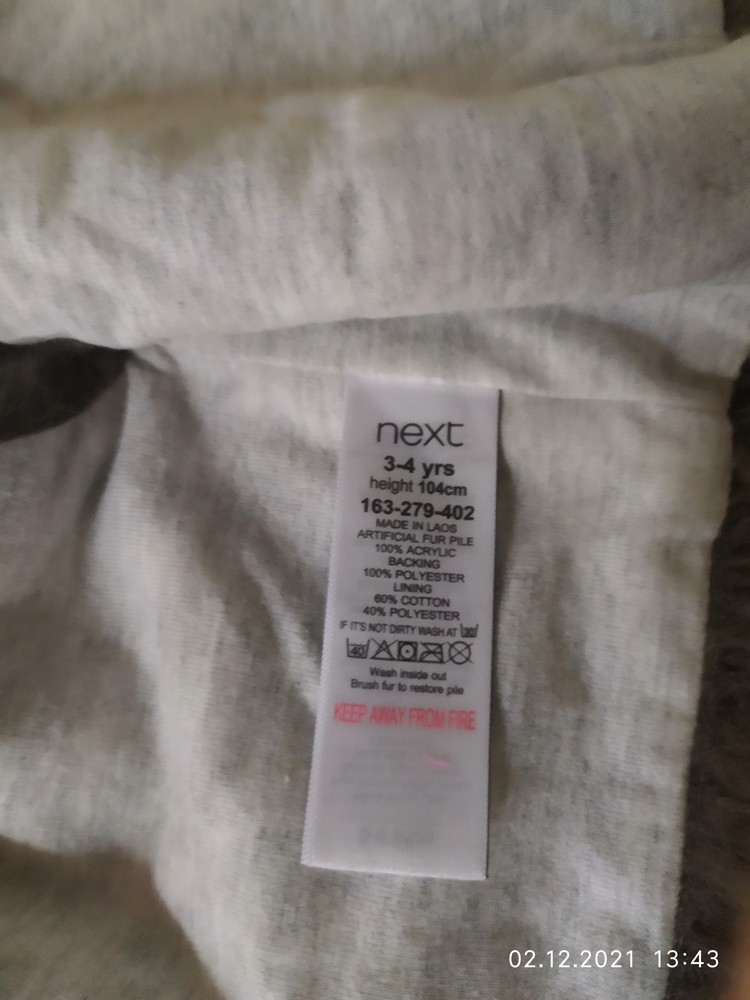 next
3-4 yrs
height 104cm
163-279-402
MADE IN LAOS
ARTIFICIAL FUR PILE
100% ACRYLIC
BACKING
100% POLYESTER
LINING
60% COTTON
40% POLYESTER
IF IT'S NOT DIRTY WASH AT 30
40
Wash inside out
Brush fur to restore pile
KEEP AWAY FROM FIRE
02.12.2021 13:43